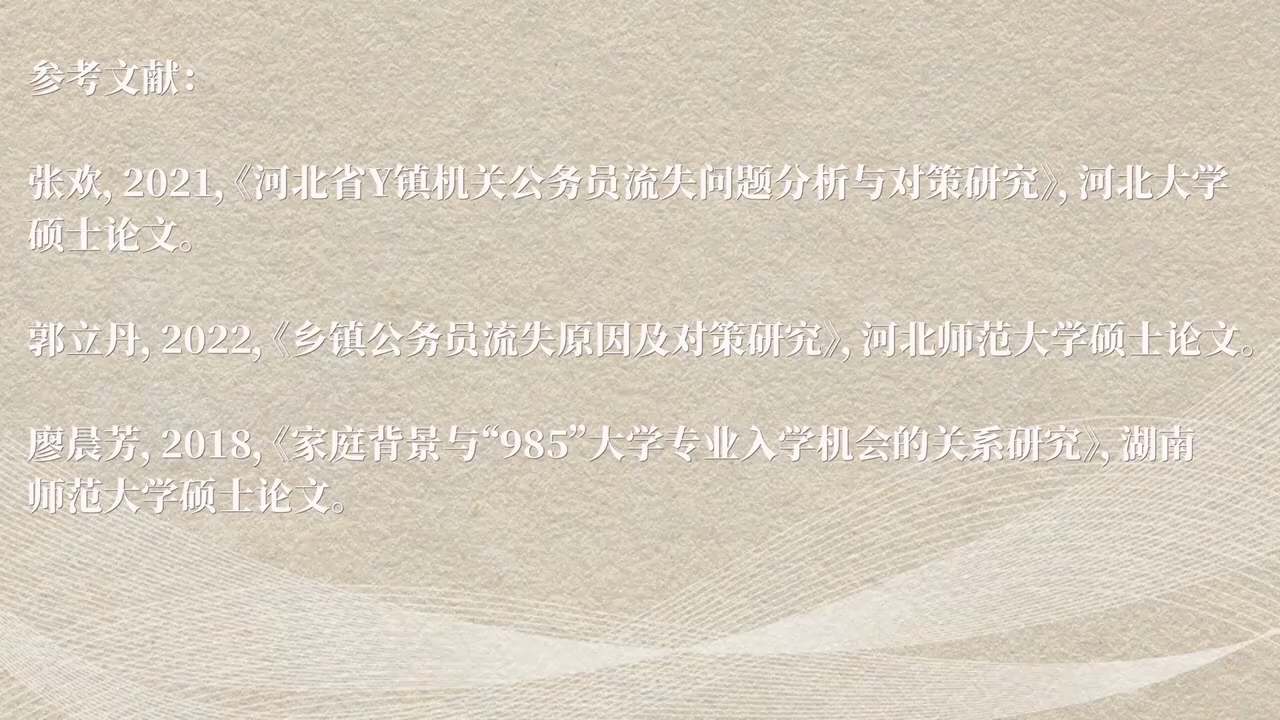 参考文献：
张欢, 2021,《河北省Y镇机关公务员流失问题分析与对策研究》, 河北大学
硕士论文。
郭立丹, 2022,《乡镇公务员流失原因及对策研究》, 河北师范大学硕士论文。
廖晨芳, 2018,《家庭背景与“985”大学专业入学机会的关系研究》, 湖南
师范大学硕士论文。